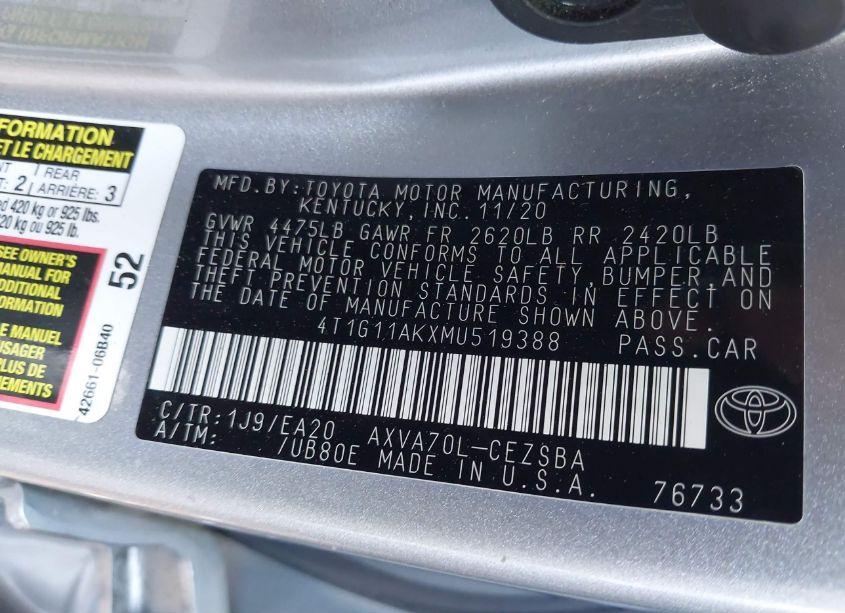 FORMATION
ET LE CHARGEMENT
REAR
2 ARRIÈRE: 3
420 kg or 925 lbs.
kg ou 925 lb.
SEE OWNER'S
MANUAL FOR
ADDITIONAL
INFORMATION
LE MANUEL
52
42661-06B40
MFD.BY:TOYOTA MOTOR MANUFACTURING,
KENTUCKY,INC.11/20
GVWR 4475LB GAWR FR 2620LB RR 2420LB
THIS VEHICLE CONFORMS TO ALL APPLICABLE
FEDERAL MOTOR VEHICLE SAFETY,BUMPER,AND
THEFT PREVENTION STANDARDS IN EFFECT ON
THE DATE OF MANUFACTURE SHOWN ABOVE.
4T1G11AKXMU519388 PASS.CAR
C/TR:1J9/EA20 AXVA70L-CEZSBA
A/TM: /UB80E MADE IN U.S.A.
76733